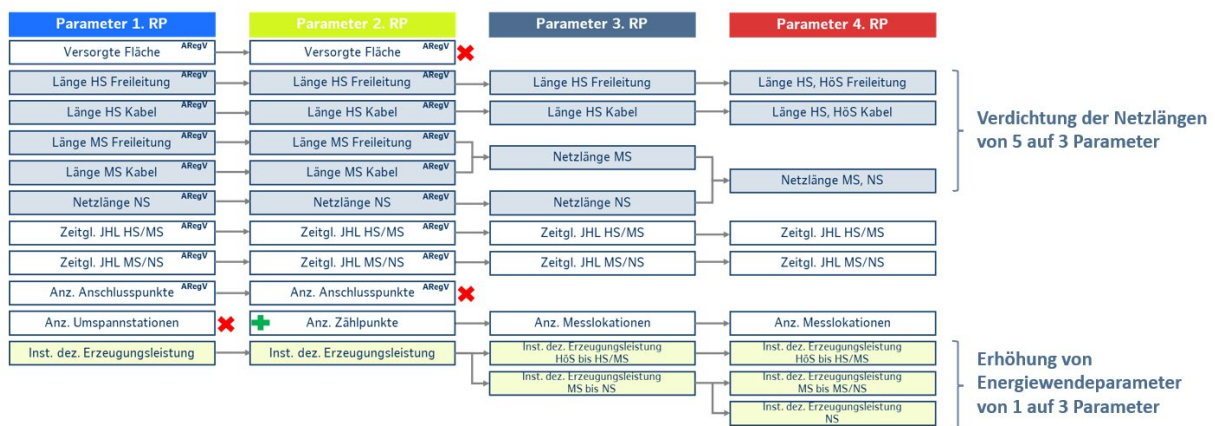 Parameter 1. RP
Parameter 2. RP
Parameter 3. RP
Parameter 4. RP
Versorgte Fläche ARegV
Versorgte Fläche ARegV
Länge HS Freileitung ARegV
Länge HS Freileitung ARegV
Länge HS Freileitung
Länge HS, HöS Freileitung
Länge HS Kabel ARegV
Länge HS Kabel ARegV
Länge HS Kabel
Länge HS, HöS Kabel
Verdichtung der Netzlängen
von 5 auf 3 Parameter
Länge MS Freileitung ARegV
Länge MS Freileitung ARegV
Netzlänge MS
Länge MS Kabel ARegV
Länge MS Kabel ARegV
Netzlänge MS, NS
Netzlänge NS ARegV
Netzlänge NS ARegV
Netzlänge NS
Zeitgl. JHL HS/MS ARegV
Zeitgl. JHL HS/MS ARegV
Zeitgl. JHL HS/MS
Zeitgl. JHL HS/MS
Zeitgl. JHL MS/NS ARegV
Zeitgl. JHL MS/NS ARegV
Zeitgl. JHL MS/NS
Zeitgl. JHL MS/NS
Anz. Anschlusspunkte ARegV
Anz. Anschlusspunkte ARegV
Anz. Umspannstationen
Anz. Zählpunkte
Anz. Messlokationen
Anz. Messlokationen
Inst. dez. Erzeugungsleistung
Inst. dez. Erzeugungsleistung
Inst. dez. Erzeugungsleistung
HöS bis HS/MS
Inst. dez. Erzeugungsleistung
HöS bis HS/MS
Inst. dez. Erzeugungsleistung
MS bis NS
Inst. dez. Erzeugungsleistung
MS bis MS/NS
Inst. dez. Erzeugungsleistung
NS
Erhöhung von
Energiewendeparameter
von 1 auf 3 Parameter